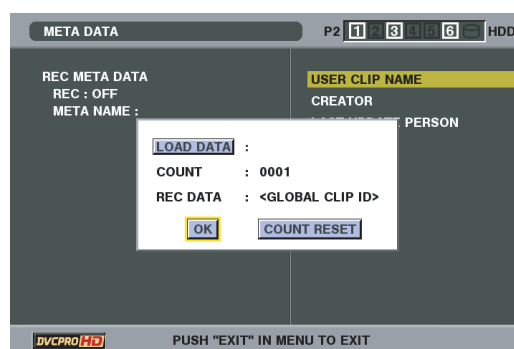 META DATA
P2 1 2 3 4 5 6 HDD
REC META DATA
REC : OFF
META NAME :
USER CLIP NAME
CREATOR
PERSON
LOAD DATA :
COUNT : 0001
REC DATA : <GLOBAL CLIP ID>
OK
COUNT RESET
DVCPRO HD
PUSH "EXIT" IN MENU TO EXIT